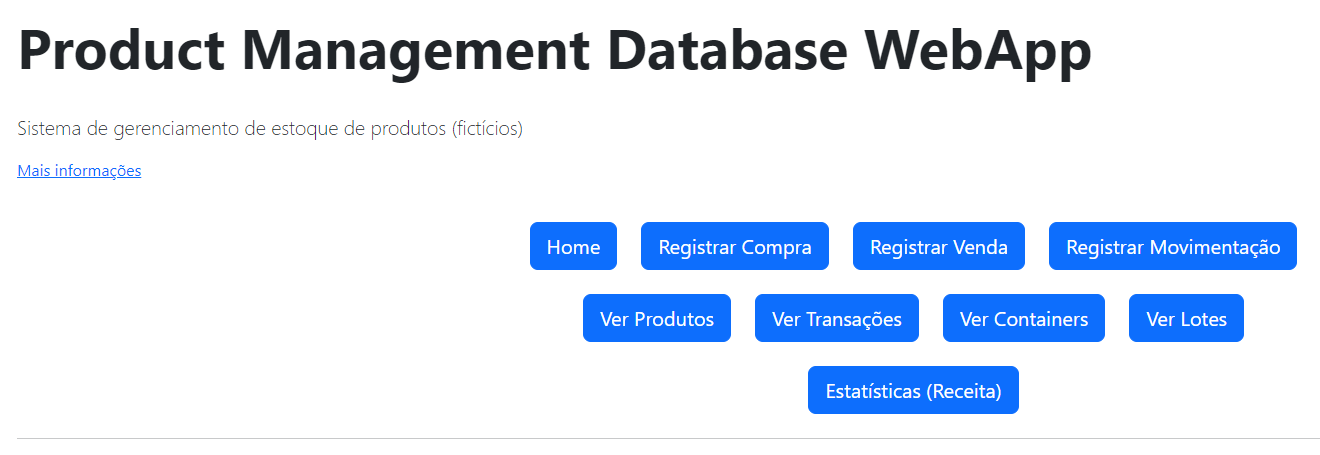 Product Management Database WebApp
Sistema de gerenciamento de estoque de produtos (fictícios)
Mais informações
Home Registrar Compra Registrar Venda Registrar Movimentação
Ver Produtos Ver Transações Ver Containers Ver Lotes
Estatísticas (Receita)